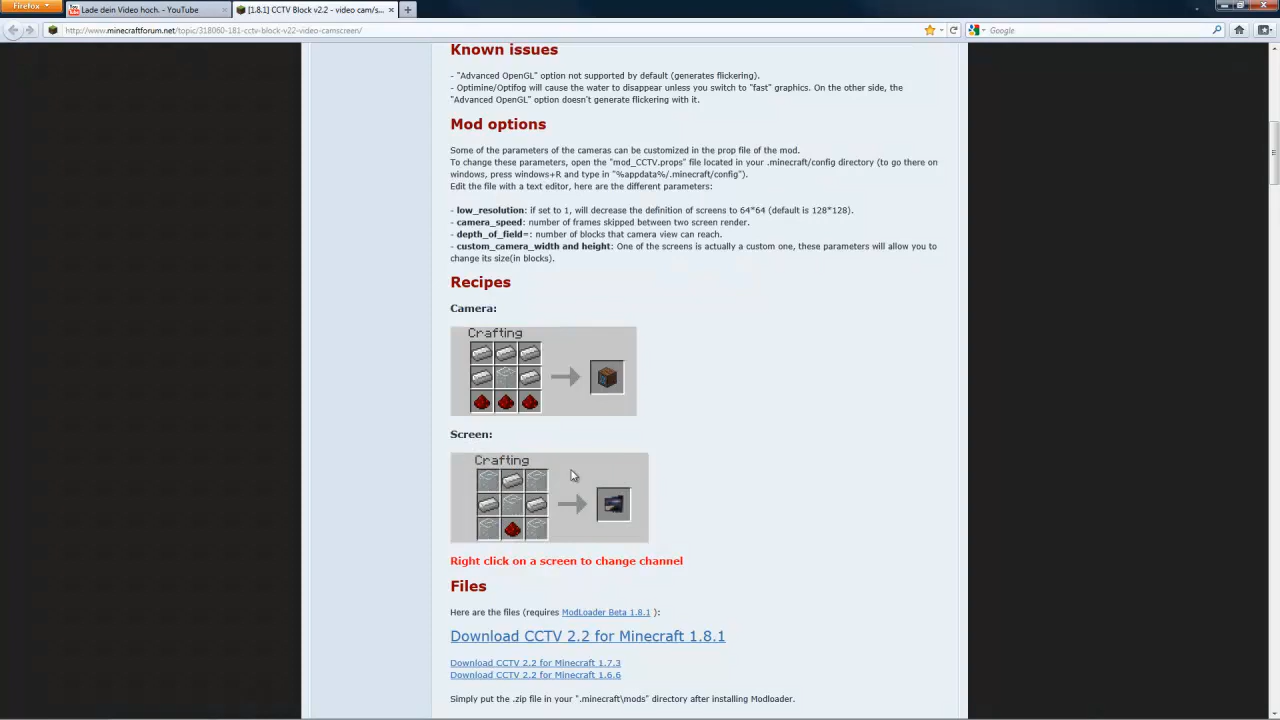 Firefox
Lade dein Video hoch. - YouTube
[1.8.1] CCTV Block v2.2 - video cam/s...
http://www.minecraftforum.net/topic/318060-181-cctv-block-v22-video-camscreen/
Google
Known issues
- "Advanced OpenGL" option not supported by default (generates flickering).
- Optimine/Optifog will cause the water to disappear unless you switch to "fast" graphics. On the other side, the
"Advanced OpenGL" option doesn't generate flickering with it.
Mod options
Some of the parameters of the cameras can be customized in the prop file of the mod.
To change these parameters, open the "mod_CCTV.props" file located in your .minecraft/config directory (to go there on
windows, press windows+R and type in "%appdata%/.minecraft/config").
Edit the file with a text editor, here are the different parameters:
- low_resolution: if set to 1, will decrease the definition of screens to 64*64 (default is 128*128).
- camera_speed: number of frames skipped between two screen render.
- depth_of_field=: number of blocks that camera view can reach.
- custom_camera_width and height: One of the screens is actually a custom one, these parameters will allow you to
change its size(in blocks).
Recipes
Camera:
Crafting
Screen:
Crafting
Right click on a screen to change channel
Files
Here are the files (requires ModLoader Beta 1.8.1 ):
Download CCTV 2.2 for Minecraft 1.8.1
Download CCTV 2.2 for Minecraft 1.7.3
Download CCTV 2.2 for Minecraft 1.6.6
Simply put the .zip file in your ".minecraft\mods" directory after installing Modloader.